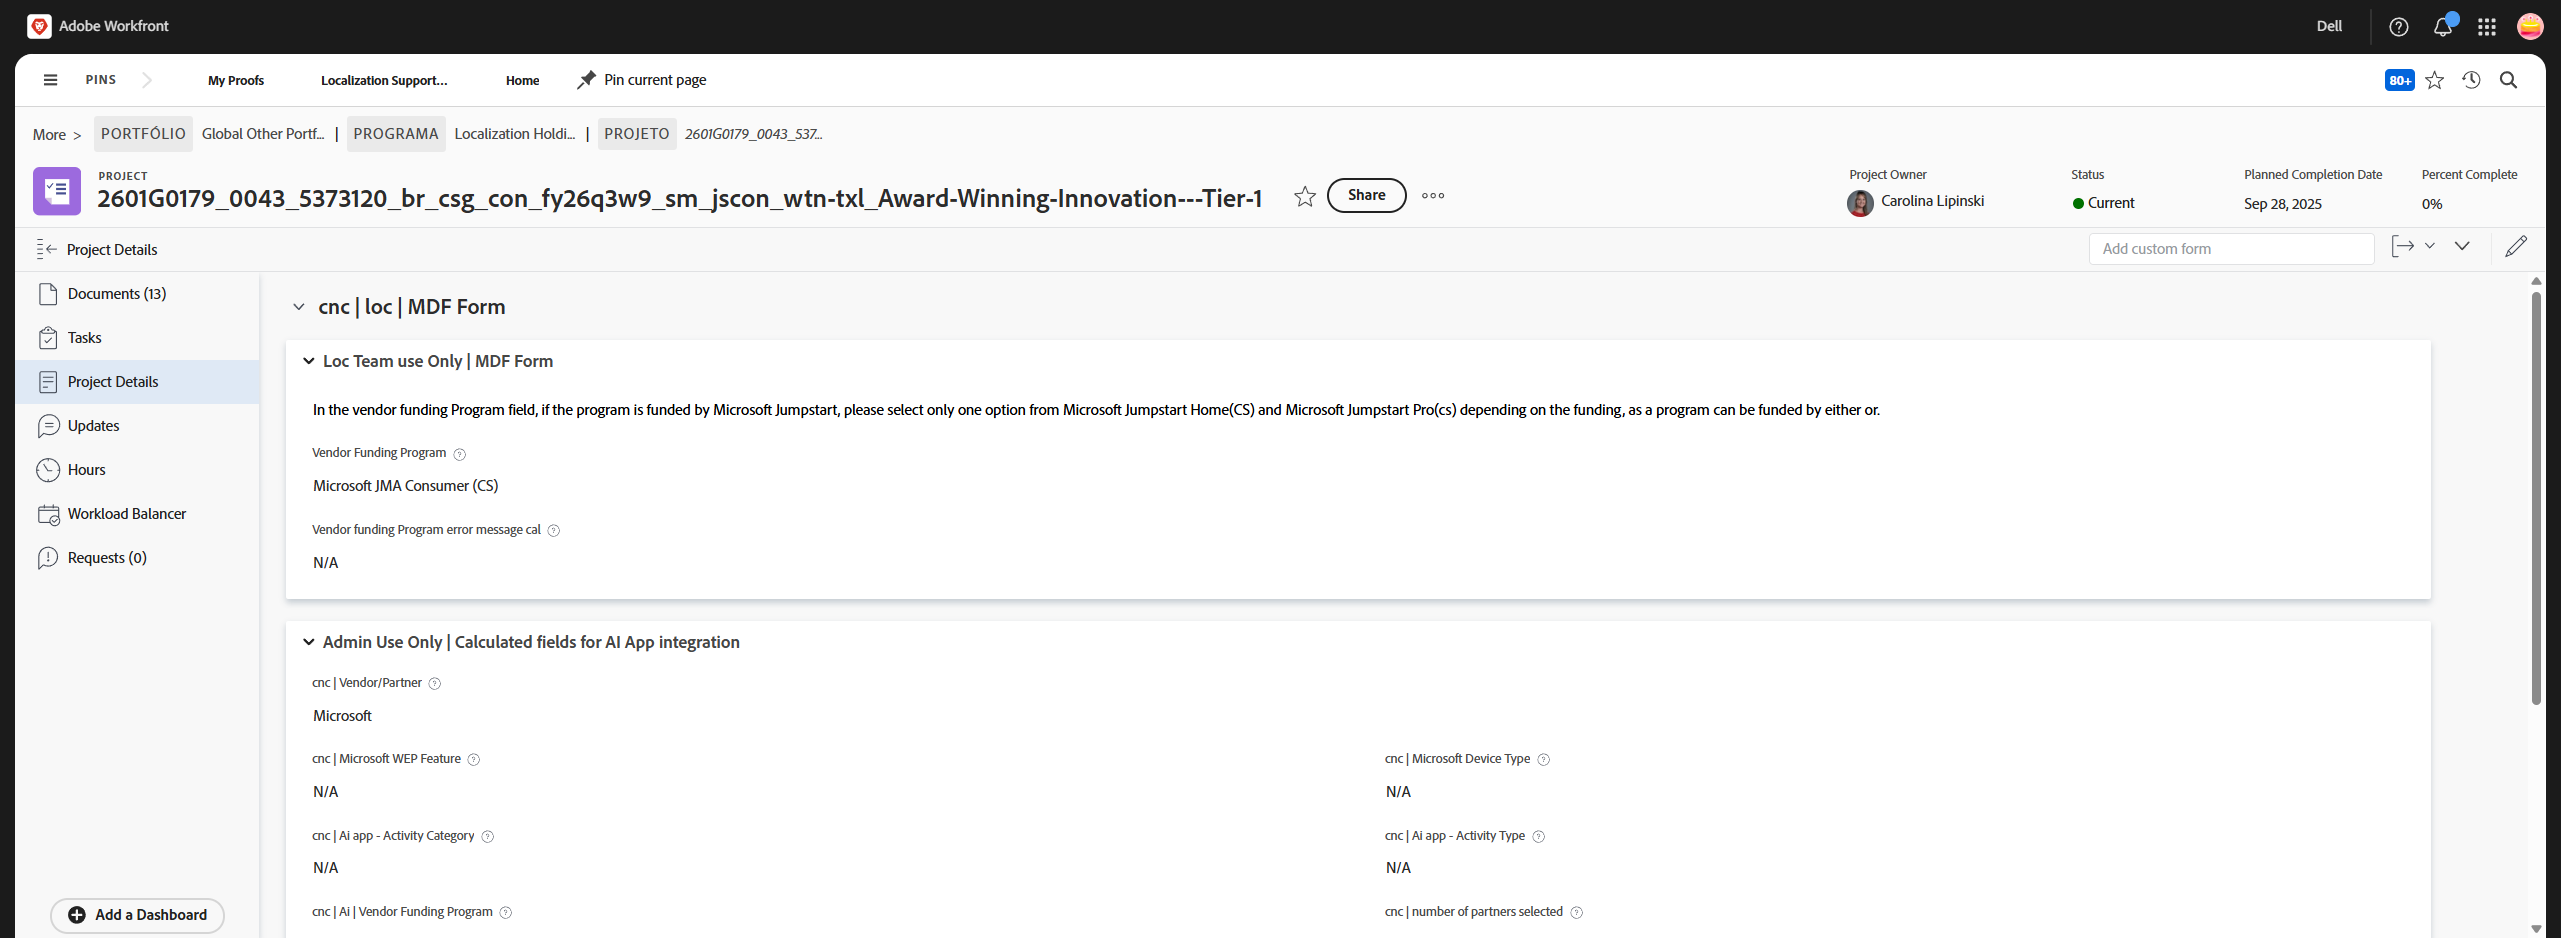 Adobe Workfront
Dell
PINS
My Proofs
Localization Support...
Home
Pin current page
80+
More >
PORTFÓLIO
Global Other Portf...
|
PROGRAMA
Localization Holdi...
|
PROJETO
2601G0179_0043_537...
PROJECT
2601G0179_0043_5373120_br_csg_con_fy26q3w9_sm_jscon_wtn-txl_Award-Winning-Innovation---Tier-1
Share
Project Owner
Carolina Lipinski
Status
Current
Planned Completion Date
Sep 28, 2025
Percent Complete
0%
Project Details
Add custom form
Documents (13)
Tasks
Project Details
Updates
Hours
Workload Balancer
Requests (0)
Add a Dashboard
cnc | loc | MDF Form
Loc Team use Only | MDF Form
In the vendor funding Program field, if the program is funded by Microsoft Jumpstart, please select only one option from Microsoft Jumpstart Home(CS) and Microsoft Jumpstart Pro(cs) depending on the funding, as a program can be funded by either or.
Vendor Funding Program
Microsoft JMA Consumer (CS)
Vendor funding Program error message cal
N/A
Admin Use Only | Calculated fields for AI App integration
cnc | Vendor/Partner
Microsoft
cnc | Microsoft WEP Feature
N/A
cnc | Microsoft Device Type
N/A
cnc | Ai app - Activity Category
N/A
cnc | Ai app - Activity Type
N/A
cnc | Ai | Vendor Funding Program
cnc | number of partners selected